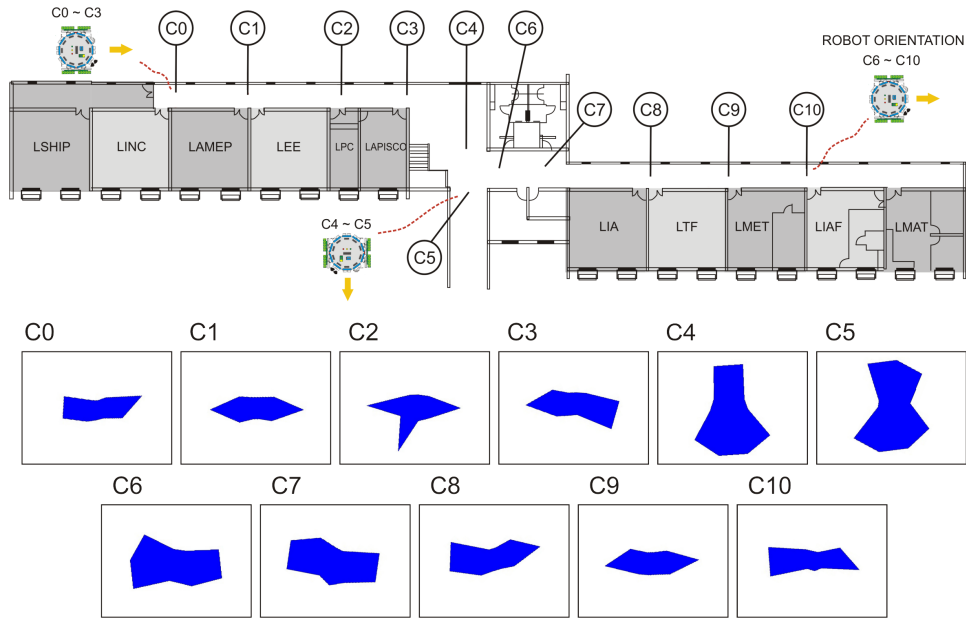 C0 ~ C3
C0
C1
C2
C3
C4
C6
ROBOT ORIENTATION
C6 ~ C10
C7
C8
C9
C10
LSHIP
LINC
LAMEP
LEE
LPC
LAPISCO
C4 ~ C5
C5
LIA
LTF
LMET
LIAF
LMAT
C0
C1
C2
C3
C4
C5
C6
C7
C8
C9
C10